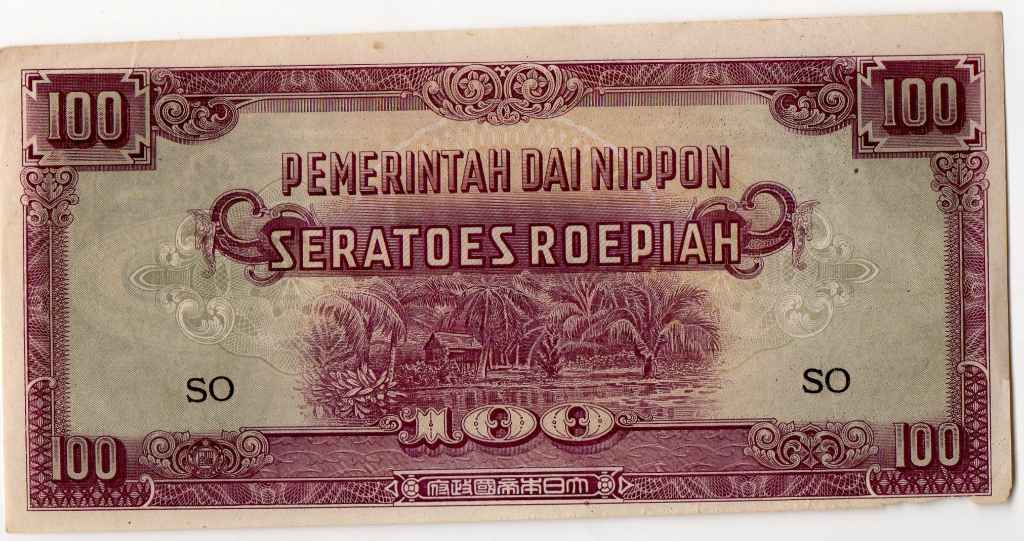 100 100
PEMERINTAH DAI NIPPON
SERATOES ROEPIAH
SO SO
100
100 100
府政國帝本日大